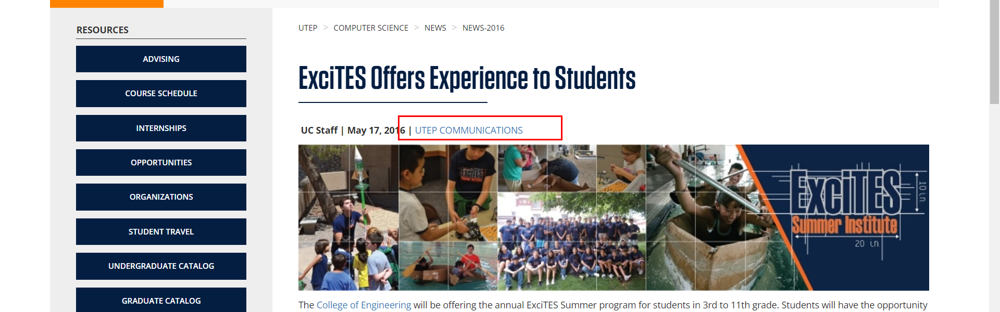 RESOURCES
ADVISING
COURSE SCHEDULE
INTERNSHIPS
OPPORTUNITIES
ORGANIZATIONS
STUDENT TRAVEL
UNDERGRADUATE CATALOG
GRADUATE CATALOG
UTEP > COMPUTER SCIENCE > NEWS > NEWS-2016
ExciTES Offers Experience to Students
UC Staff | May 17, 2016 | UTEP COMMUNICATIONS
ExciTES
Summer Institute
ExciTES
Summer Institute
10 in
20 in
The College of Engineering will be offering the annual ExciTES Summer program for students in 3rd to 11th grade. Students will have the opportunity